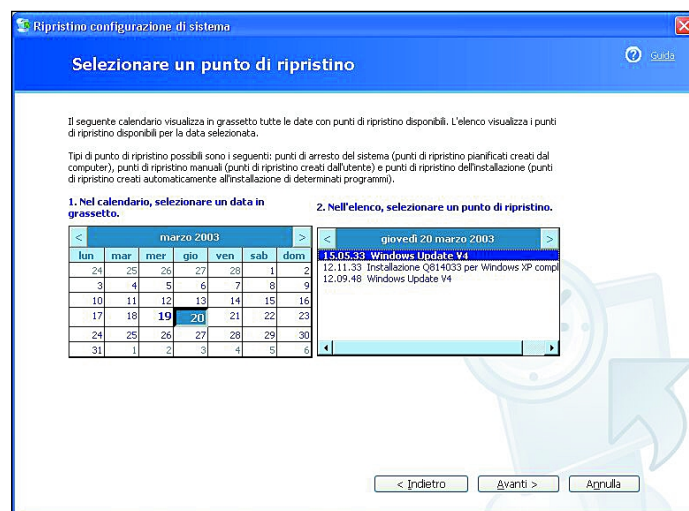 Ripristino configurazione di sistema
Selezionare un punto di ripristino
? Guida
Il seguente calendario visualizza in grassetto tutte le date con punti di ripristino disponibili. L'elenco visualizza i punti
di ripristino disponibili per la data selezionata.
Tipi di punto di ripristino possibili sono i seguenti: punti di arresto del sistema (punti di ripristino pianificati creati dal
computer), punti di ripristino manuali (punti di ripristino creati dall'utente) e punti di ripristino dell'installazione (punti
di ripristino creati automaticamente all'installazione di determinati programmi).
1. Nel calendario, selezionare un data in
grassetto.
< marzo 2003 >
lun mar mer gio ven sab dom
24 25 26 27 28 1 2
3 4 5 6 7 8 9
10 11 12 13 14 15 16
17 18 19 20 21 22 23
24 25 26 27 28 29 30
31 1 2 3 4 5 6
2. Nell'elenco, selezionare un punto di ripristino.
< giovedì 20 marzo 2003 >
15.05.33 Windows Update V4
12.11.33 Installazione Q814033 per Windows XP compl
12.09.48 Windows Update V4
< Indietro
Avanti >
Annulla